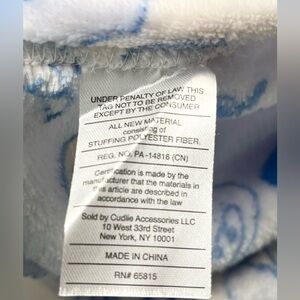 UNDER PENALTY OF LAW THIS
TAG NOT TO BE REMOVED
EXCEPT BY THE CONSUMER
ALL NEW MATERIAL
consisting of
STUFFING POLYESTER FIBER.
REG. NO. PA-14818 (CN)
Certification is made by the
manufacturer that the materials in
this article are described in
accordance with the law.
Sold by Cudlie Accessories LLC
10 West 33rd Street
New York, NY 10001
MADE IN CHINA
RN# 65815